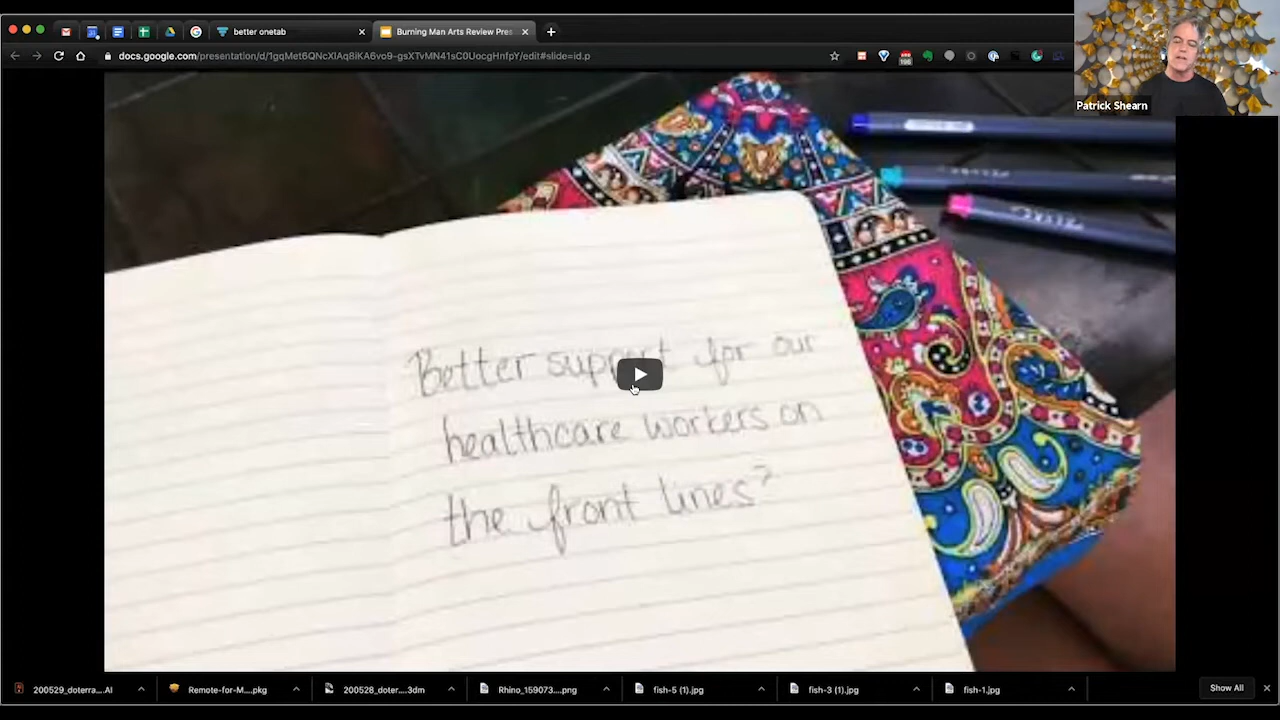 better onetab
Burning Man Arts Review Pres
docs.google.com/presentation/d/1gqMet6QNcXIAq8iKA6vo9-gsXTvMN41sC0UocgHnfpY/edit#slide=id.p
198
Patrick Shearn
Better support for our
healthcare workers on
the front lines?
200529_doterra....AI
Remote-for-M....pkg
200528_doter....3dm
Rhino_159073....png
fish-5 (1).jpg
fish-3 (1).jpg
fish-1.jpg
Show All